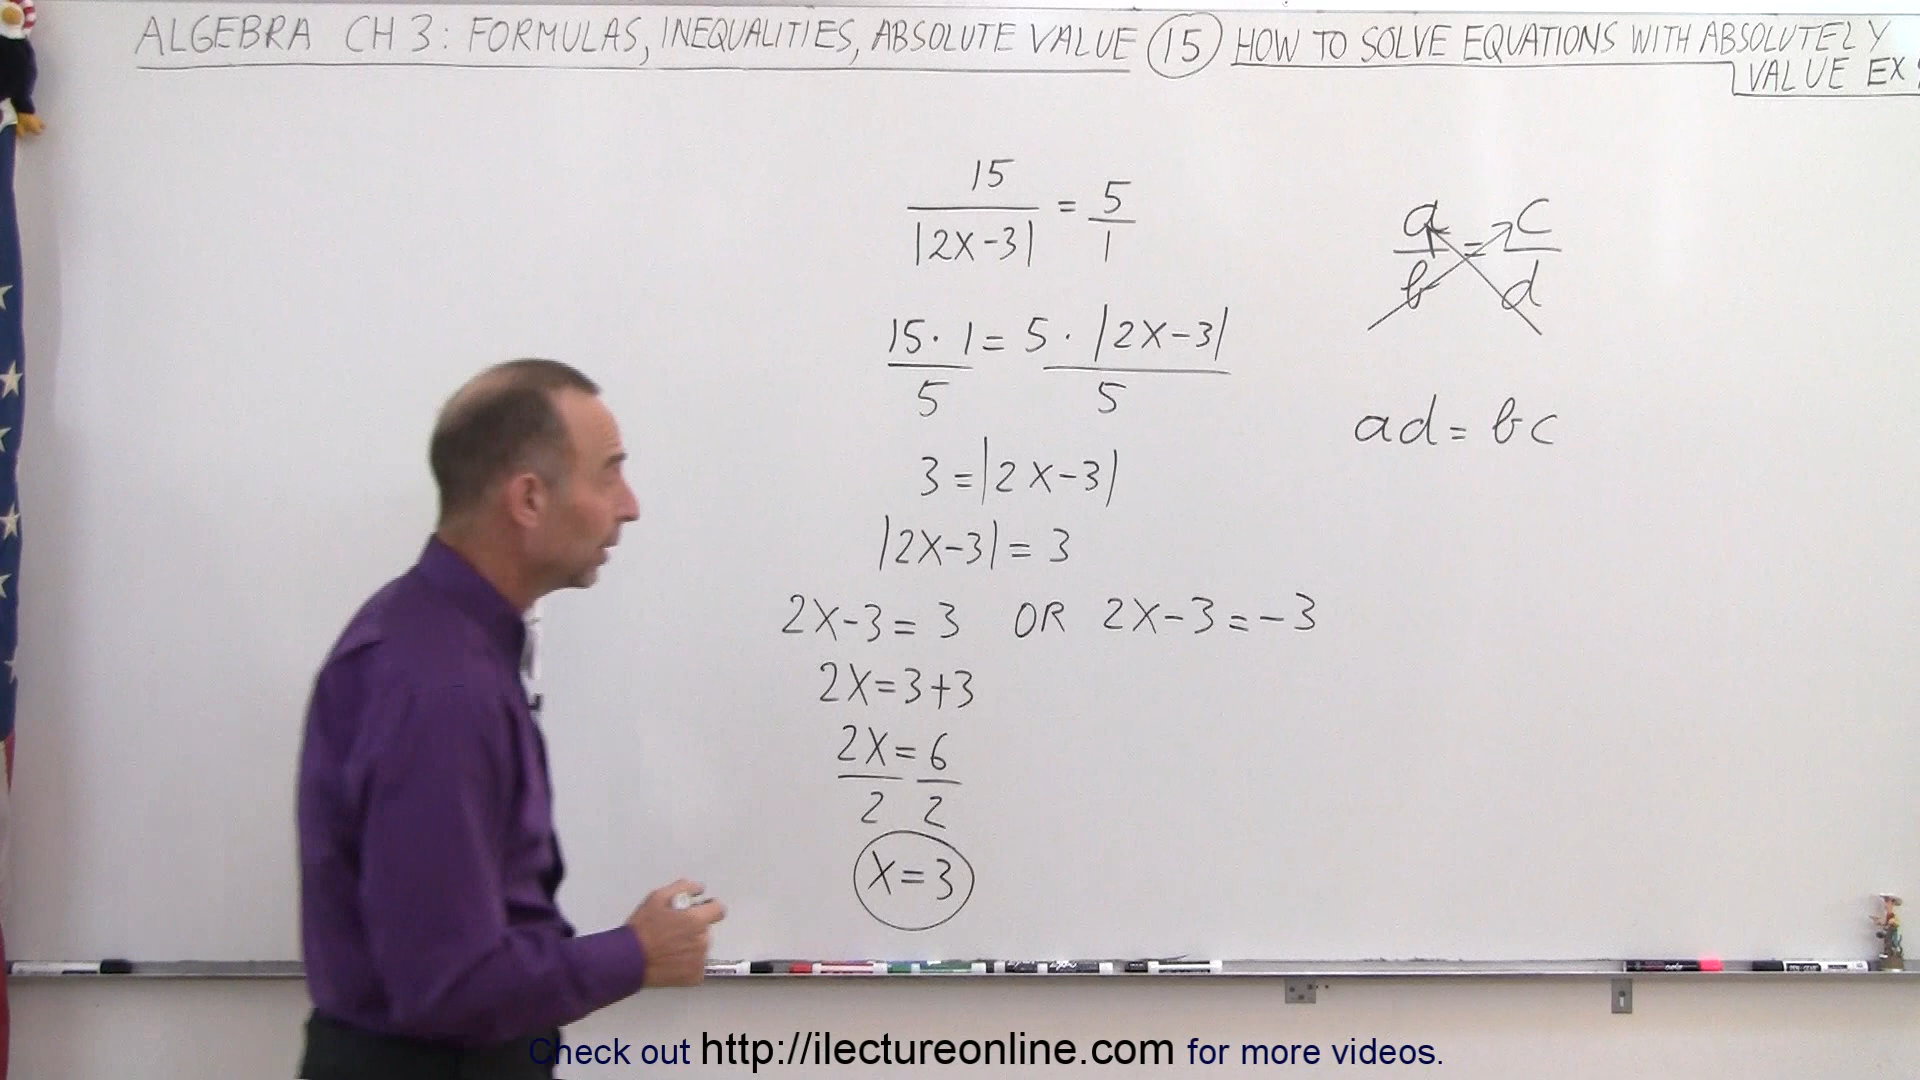 ALGEBRA CH 3: FORMULAS, INEQUALITIES, ABSOLUTE VALUE 15 HOW TO SOLVE EQUATIONS WITH ABSOLUTELY
VALUE EX
15/|2X-3| = 5/1
15·1/5 = 5·|2X-3|/5
3=|2X-3|
|2X-3|=3
2X-3=3 OR 2X-3=-3
2X=3+3
2X/2=6/2
X=3
a/b=c/d
ad=bc
Check out http://ilectureonline.com for more videos.